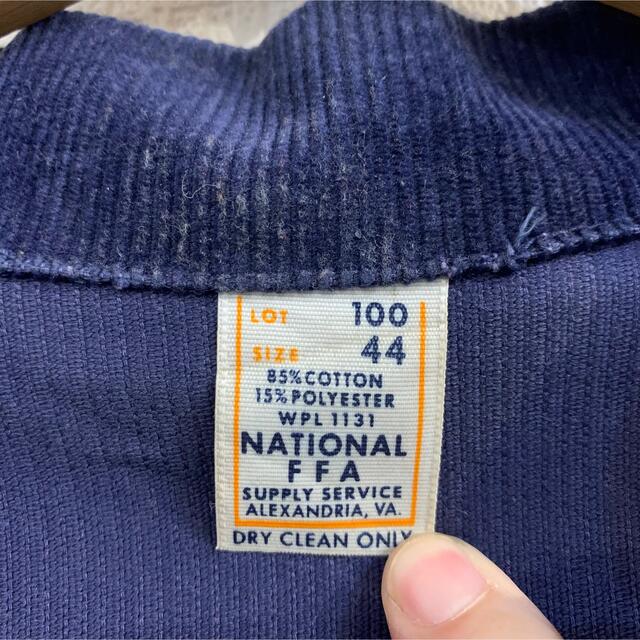 LOT 100
SIZE 44
85% COTTON
15% POLYESTER
WPL 1131
NATIONAL
FFA
SUPPLY SERVICE
ALEXANDRIA, VA.
DRY CLEAN ONLY